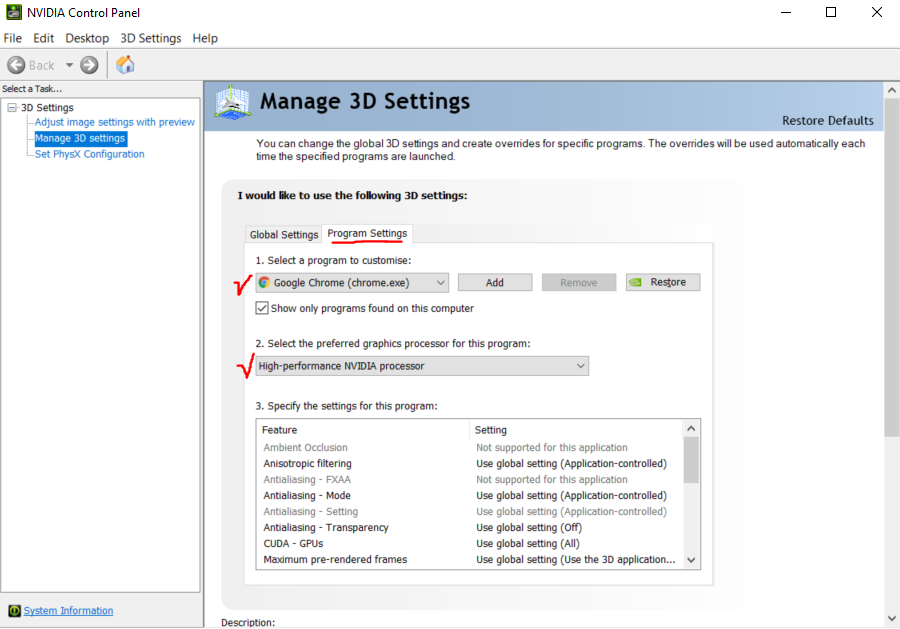 NVIDIA Control Panel
File Edit Desktop 3D Settings Help
Back
Select a Task...
3D Settings
Adjust image settings with preview
Manage 3D settings
Set PhysX Configuration
System Information
Manage 3D Settings
Restore Defaults
You can change the global 3D settings and create overrides for specific programs. The overrides will be used automatically each
time the specified programs are launched.
I would like to use the following 3D settings:
Global Settings Program Settings
1. Select a program to customise:
Google Chrome (chrome.exe) Add Remove Restore
Show only programs found on this computer
2. Select the preferred graphics processor for this program:
High-performance NVIDIA processor
3. Specify the settings for this program:
Feature Setting
Ambient Occlusion Not supported for this application
Anisotropic filtering Use global setting (Application-controlled)
Antialiasing - FXAA Not supported for this application
Antialiasing - Mode Use global setting (Application-controlled)
Antialiasing - Setting Use global setting (Application-controlled)
Antialiasing - Transparency Use global setting (Off)
CUDA - GPUs Use global setting (All)
Maximum pre-rendered frames Use global setting (Use the 3D application...
Description: